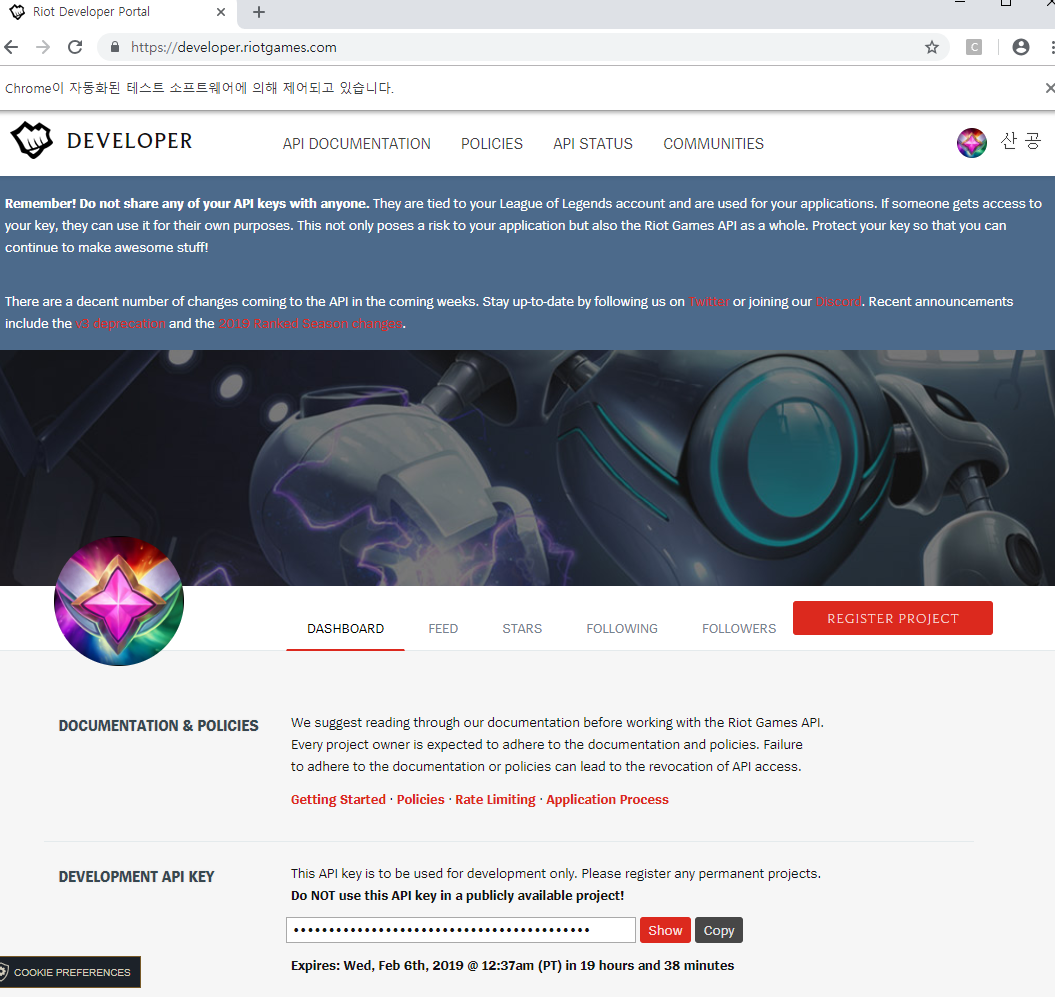 Riot Developer Portal
https://developer.riotgames.com
C
Chrome이 자동화된 테스트 소프트웨어에 의해 제어되고 있습니다.
DEVELOPER
API DOCUMENTATION
POLICIES
API STATUS
COMMUNITIES
산 공
Remember! Do not share any of your API keys with anyone. They are tied to your League of Legends account and are used for your applications. If someone gets access to
your key, they can use it for their own purposes. This not only poses a risk to your application but also the Riot Games API as a whole. Protect your key so that you can
continue to make awesome stuff!
There are a decent number of changes coming to the API in the coming weeks. Stay up-to-date by following us on Twitter or joining our Discord. Recent announcements
include the V3 deprecation and the 2019 Ranked Season changes.
DASHBOARD
FEED
STARS
FOLLOWING
FOLLOWERS
REGISTER PROJECT
DOCUMENTATION & POLICIES
We suggest reading through our documentation before working with the Riot Games API.
Every project owner is expected to adhere to the documentation and policies. Failure
to adhere to the documentation or policies can lead to the revocation of API access.
Getting Started · Policies · Rate Limiting · Application Process
DEVELOPMENT API KEY
This API key is to be used for development only. Please register any permanent projects.
Do NOT use this API key in a publicly available project!
Show
Copy
Expires: Wed, Feb 6th, 2019 @ 12:37am (PT) in 19 hours and 38 minutes
COOKIE PREFERENCES